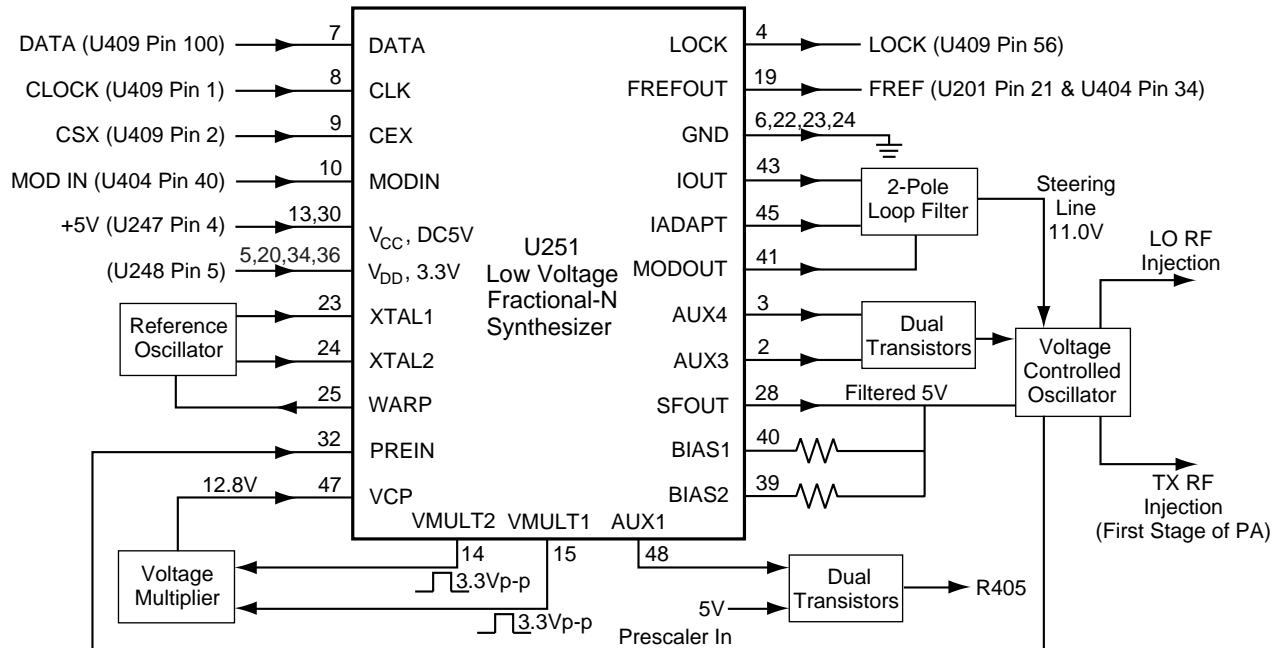 DATA (U409 Pin 100)
7
DATA
CLOCK (U409 Pin 1)
8
CLK
CSX (U409 Pin 2)
9
CEX
MOD IN (U404 Pin 40)
10
MODIN
+5V (U247 Pin 4)
13,30
VCC, DC5V
(U248 Pin 5)
5,20,34,36
VDD, 3.3V
Reference
Oscillator
23
XTAL1
24
XTAL2
25
WARP
32
PREIN
12.8V
47
VCP
Voltage
Multiplier
VMULT2
14
3.3Vp-p
VMULT1
15
3.3Vp-p
AUX1
48
U251
Low Voltage
Fractional-N
Synthesizer
LOCK
4
LOCK (U409 Pin 56)
FREFOUT
19
FREF (U201 Pin 21 & U404 Pin 34)
GND
6,22,23,24
IOUT
43
IADAPT
45
MODOUT
41
2-Pole
Loop Filter
Steering
Line
11.0V
AUX4
3
AUX3
2
Dual
Transistors
SFOUT
28
Filtered 5V
BIAS1
40
BIAS2
39
Voltage
Controlled
Oscillator
LO RF
Injection
TX RF
Injection
(First Stage of PA)
5V
Dual
Transistors
R405
Prescaler In